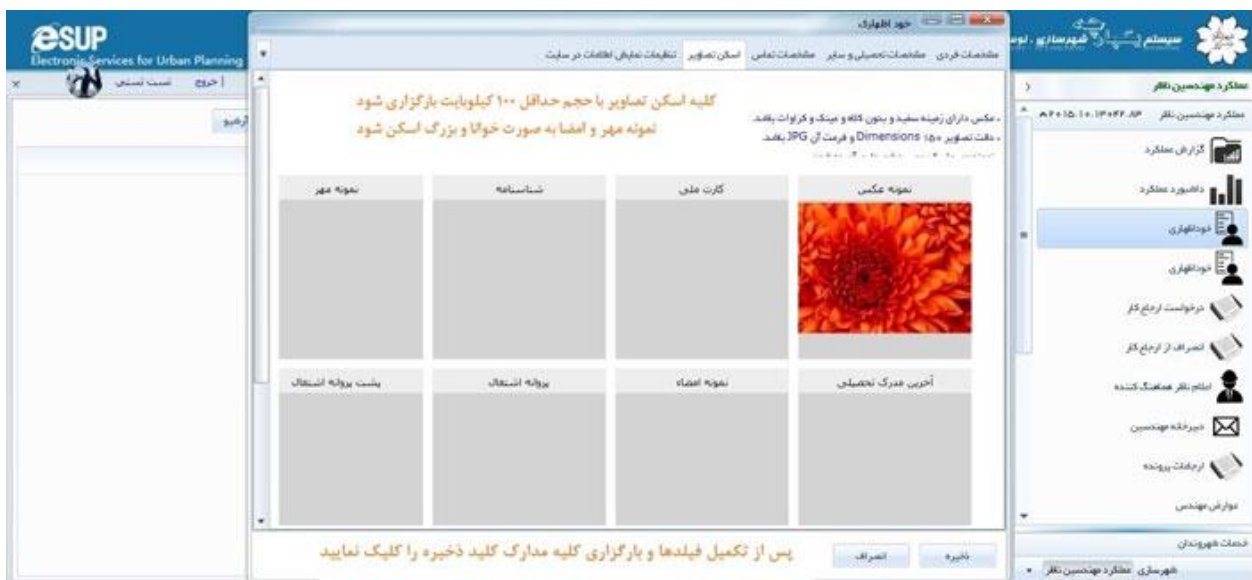 خود اظهاری
eSUP
Electronic Services for Urban Planning
سیستم
شهرسازی
مشخصات فردی
مشخصات تحصیلی و سایر
مشخصات تماس
اسکن تصاویر
تنظیمات نمایش اطلاعات در سایت
خروج
تست تستی
آرشیو
کلیه اسکن تصاویر با حجم حداقل ۱۰۰ کیلوبایت بارگزاری شود
نمونه مهر و امضا به صورت خوانا و بزرگ اسکن شود
عکس دارای زمینه سفید و بدون کلاه و عینک و کراوات باشد.
دقت تصاویر ۱۵۰ Dimensions و فرمت آن JPG باشد.
نمونه عکس
کارت ملی
شناسنامه
نمونه مهر
آخرین مدرک تحصیلی
نمونه امضاء
پروانه اشتغال
پشت پروانه اشتغال
پس از تکمیل فیلدها و بارگزاری کلیه مدارک کلید ذخیره را کلیک نمایید
ذخیره
انصراف
عملکرد مهندسین ناظر
عملکرد مهندسین ناظر
گزارش عملکرد
داشبورد عملکرد
خوداظهاری
خوداظهاری
درخواست ارجاع کار
انصراف از ارجاع کار
اعلام ناظر هماهنگ کننده
دبیرخانه مهندسین
ارجاعات پرونده
عوارض مهندس
خدمات شهروندان
شهرسازی
عملکرد مهندسین ناظر